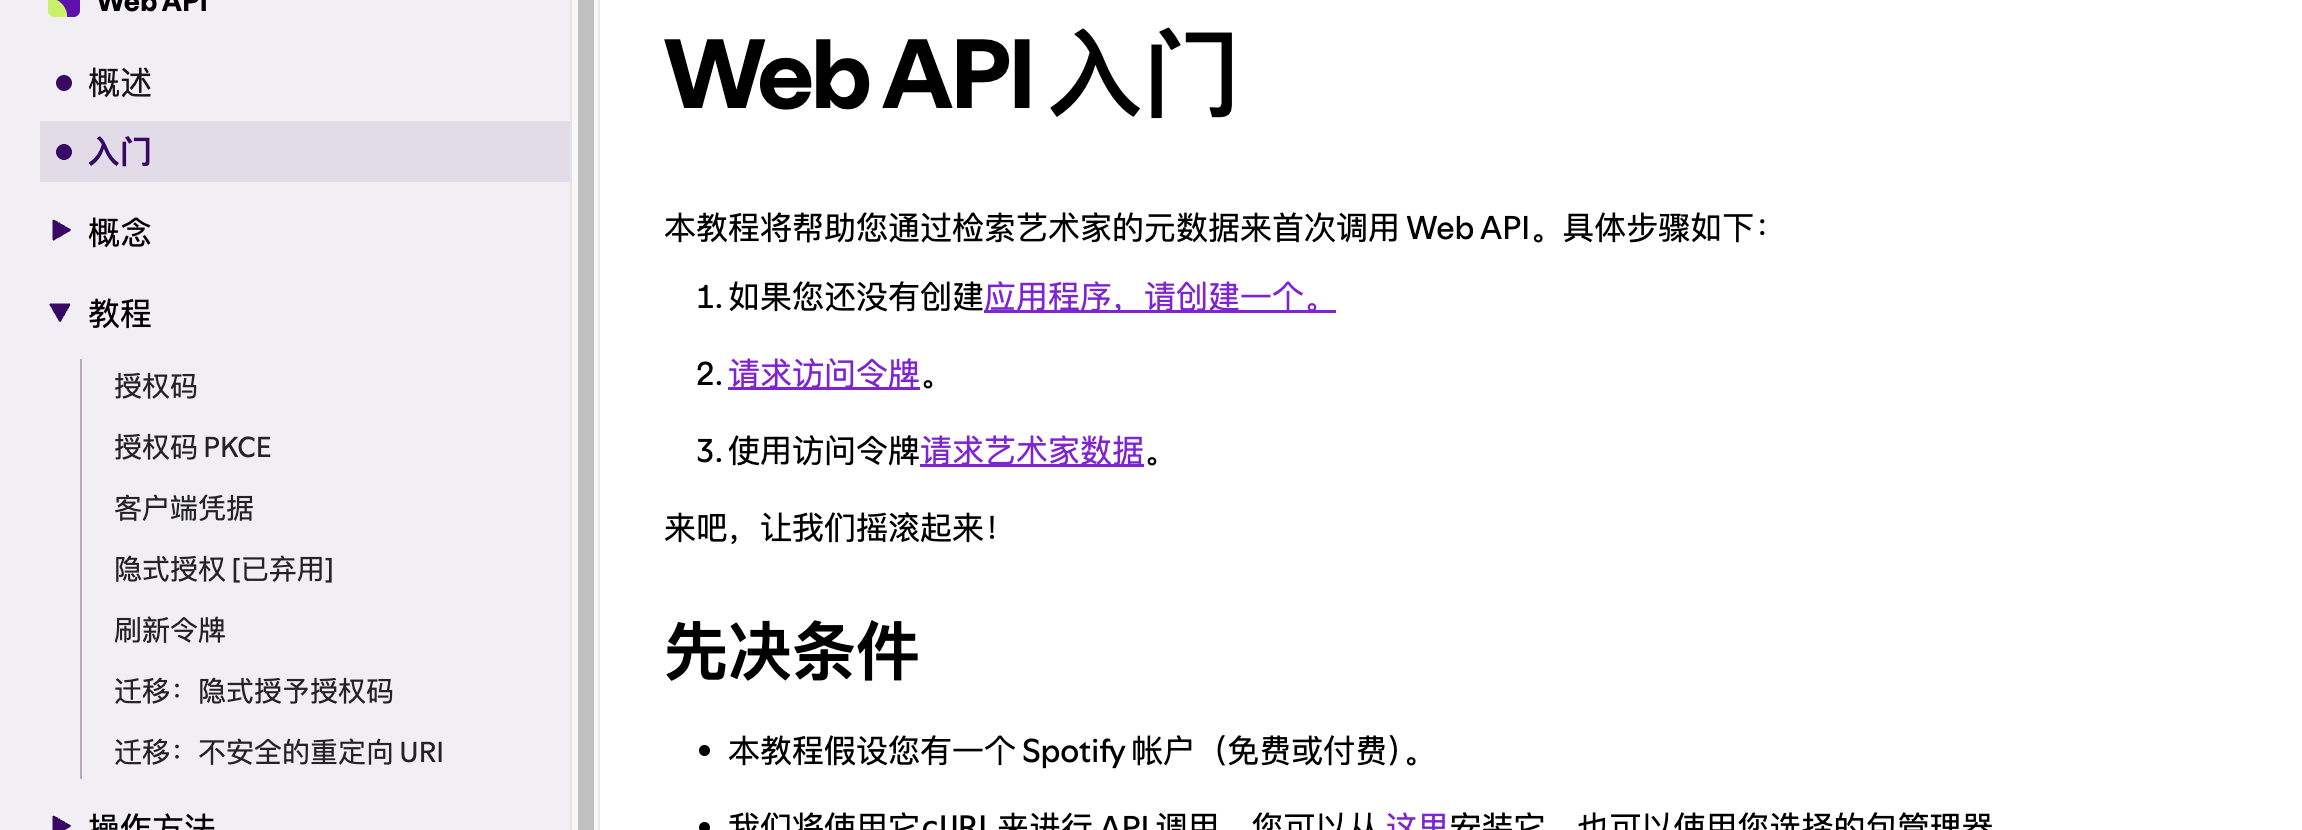 Web API
概述
入门
概念
教程
授权码
授权码 PKCE
客户端凭据
隐式授权 [已弃用]
刷新令牌
迁移：隐式授予授权码
迁移：不安全的重定向 URI
操作方法
Web API 入门
本教程将帮助您通过检索艺术家的元数据来首次调用 Web API。具体步骤如下：
1. 如果您还没有创建应用程序，请创建一个。
2. 请求访问令牌。
3. 使用访问令牌请求艺术家数据。
来吧，让我们摇滚起来！
先决条件
本教程假设您有一个 Spotify 帐户（免费或付费）。
我们将使用它cURL 来进行 API 调用。您可以从 这里安装它，也可以使用您选择的包管理器